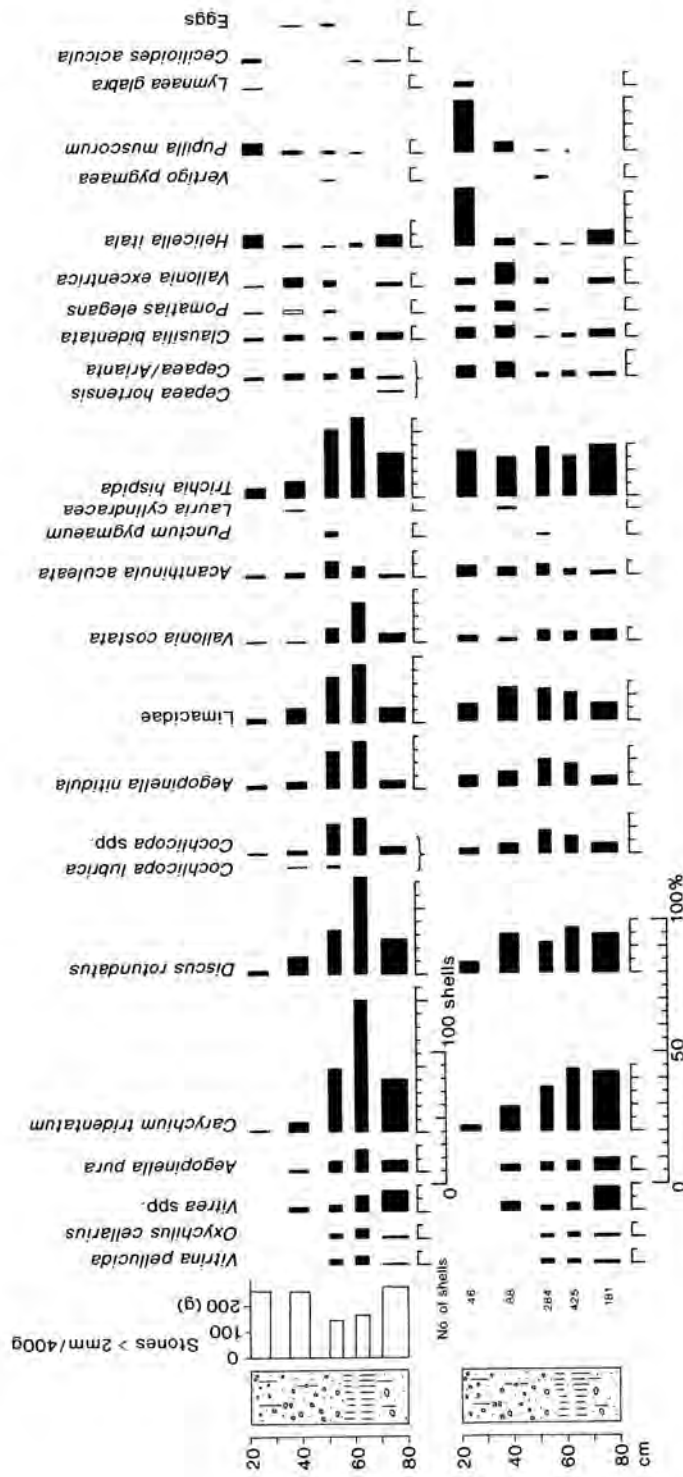 Eggs
Cecilioides acicula
Lymnaea glabra
Pupilla muscorum
Vertigo pygmaea
Helicella itala
Vallonia excentrica
Pomatias elegans
Clausilia bidentata
Cepaea/Arianta
Cepaea hortensis
Trichia hispida
Lauria cylindracea
Punctum pygmaeum
Acanthinula aculeata
Vallonia costata
Limacidae
Aegopinella nitidula
Cochlicopa spp.
Cochlicopa lubrica
Discus rotundatus
Carychium tridentatum
Aegopinella pura
Vitrea spp.
Oxychilus cellarius
Vitrina pellucida
Stones > 2mm/400g
(g)
0 100 200
20
40
60
80
0 100 shells
No. of shells
46
88
284
425
181
20
40
60
80
cm
0 50 100%